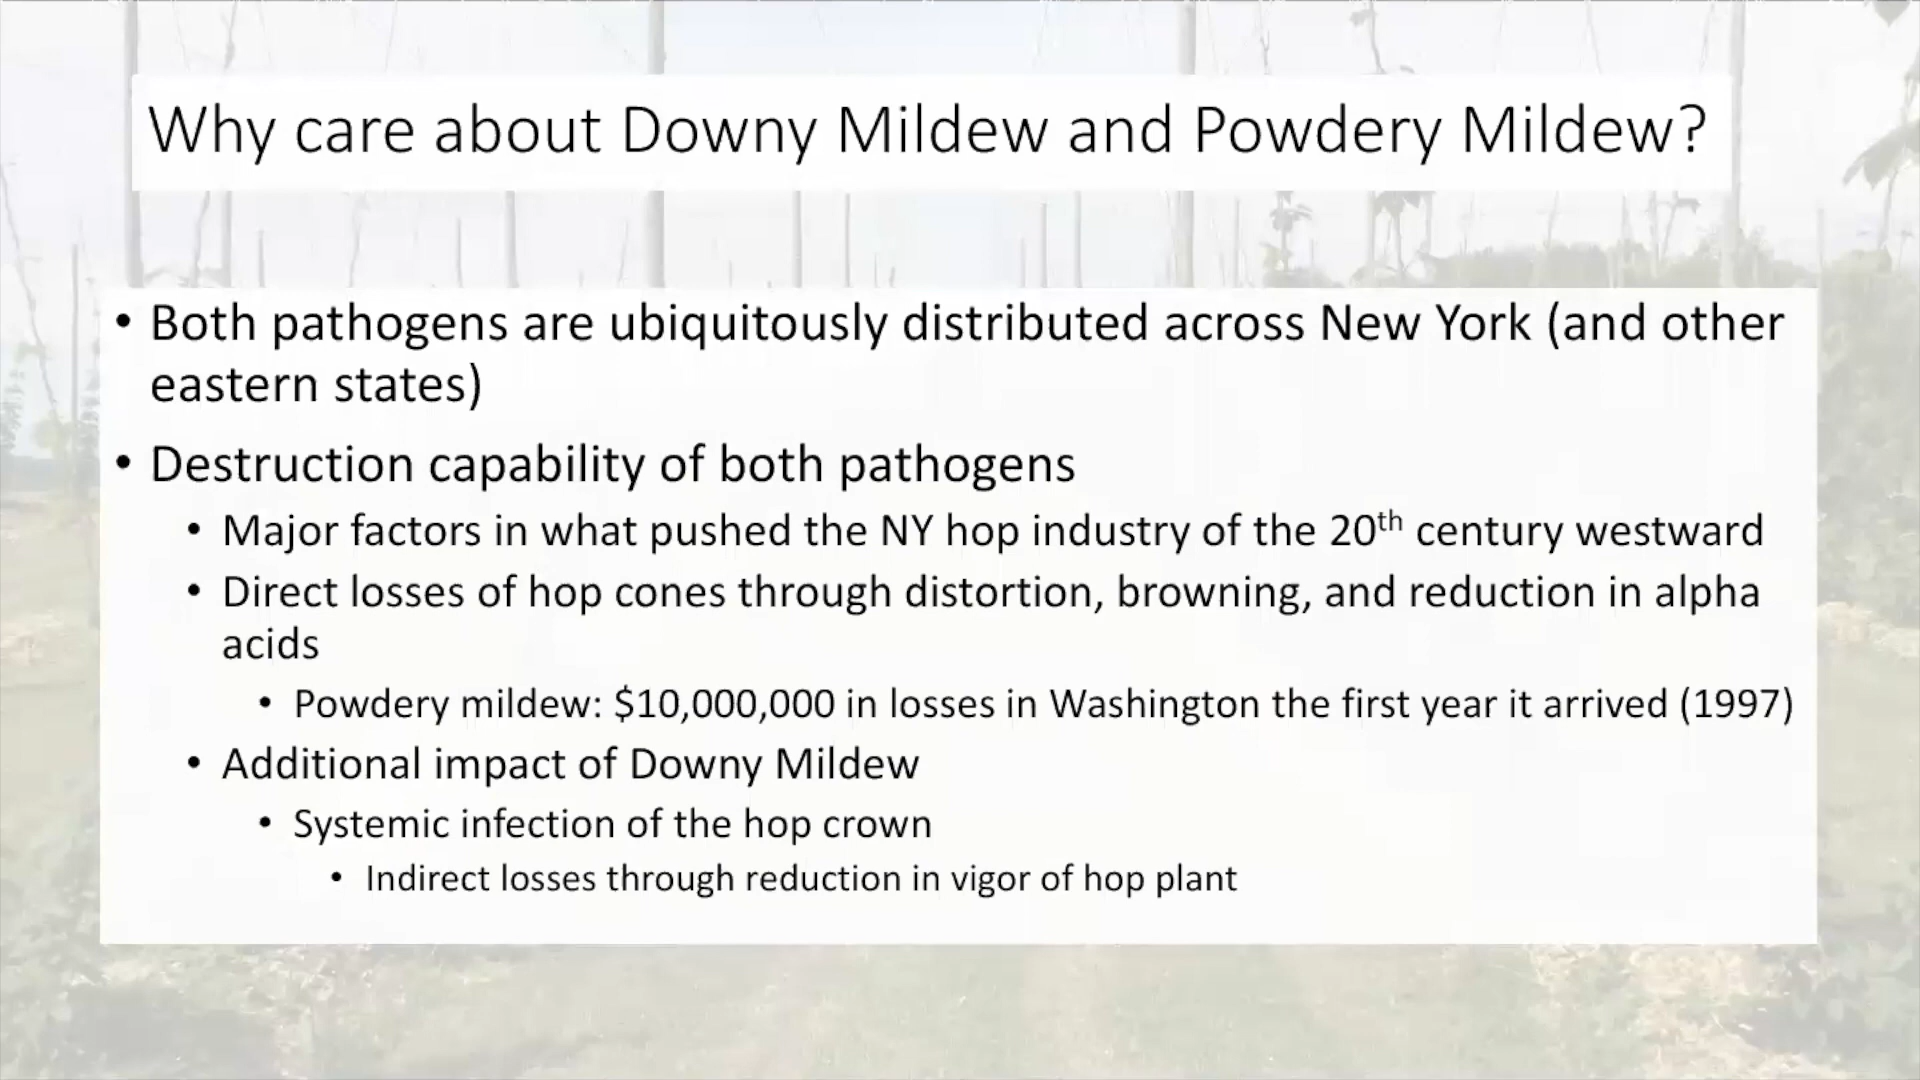 Why care about Downy Mildew and Powdery Mildew?
• Both pathogens are ubiquitously distributed across New York (and other
eastern states)
• Destruction capability of both pathogens
• Major factors in what pushed the NY hop industry of the 20th century westward
• Direct losses of hop cones through distortion, browning, and reduction in alpha
acids
• Powdery mildew: $10,000,000 in losses in Washington the first year it arrived (1997)
• Additional impact of Downy Mildew
• Systemic infection of the hop crown
• Indirect losses through reduction in vigor of hop plant